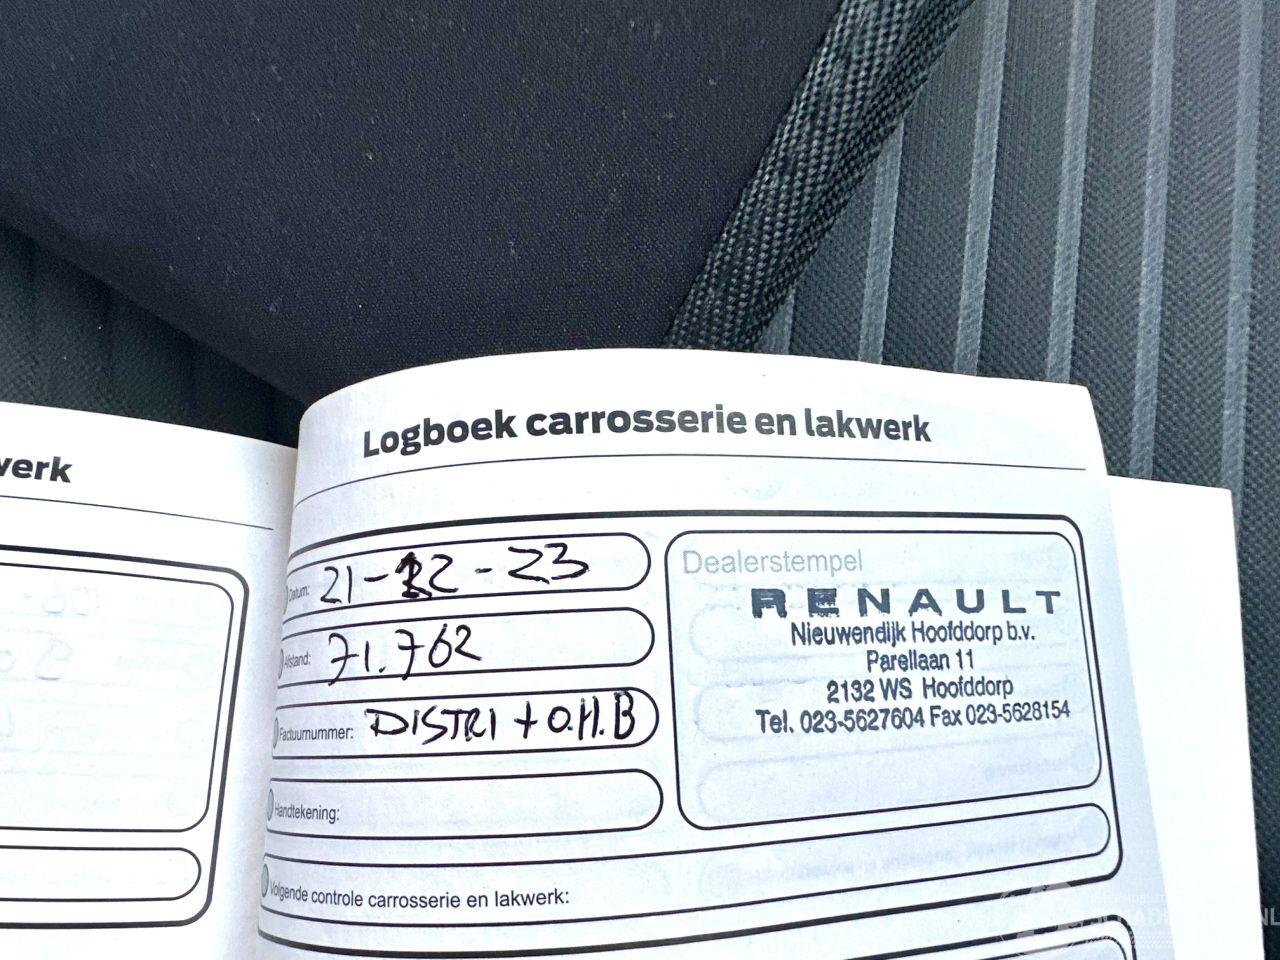 werk
Logboek carrosserie en lakwerk
Datum: 21-12-23
Afstand: 71.762
Factuurnummer: DISTRI + O.H.B
Handtekening:
Volgende controle carrosserie en lakwerk:
Dealerstempel
RENAULT
Nieuwendijk Hoofddorp b.v.
Parellaan 11
2132 WS Hoofddorp
Tel. 023-5627604 Fax 023-5628154